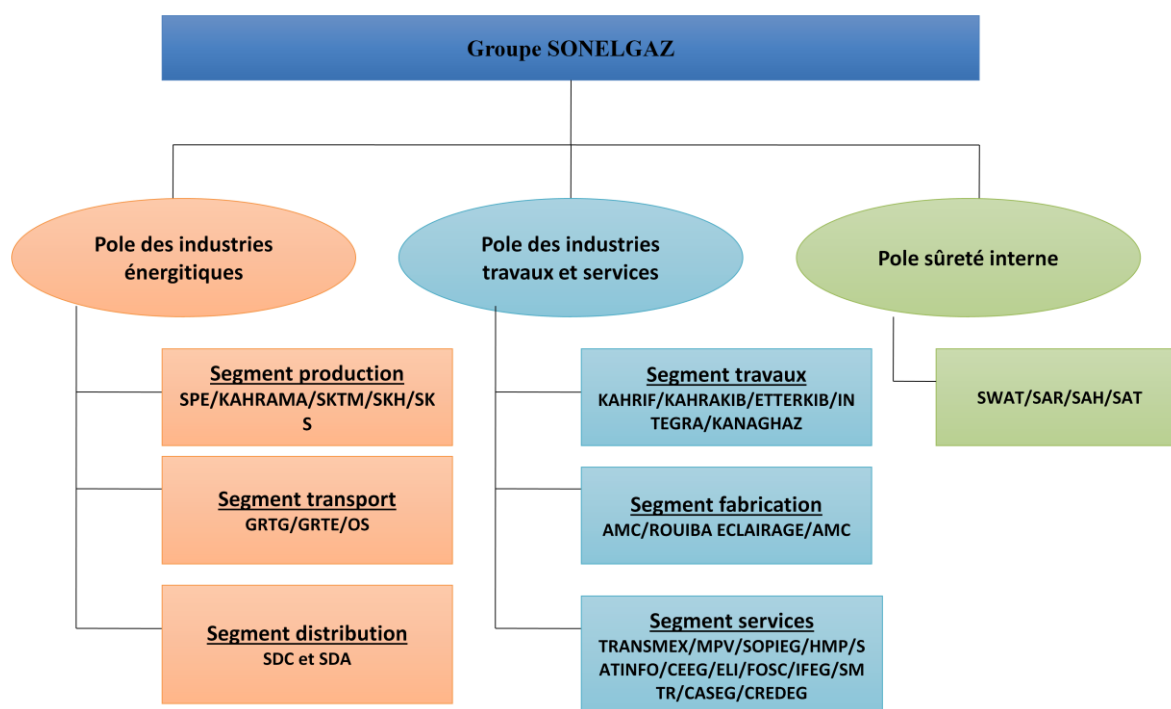 Groupe SONELGAZ
Pole des industries
énergitiques
Segment production
SPE/KAHRAMA/SKTM/SKH/SK
S
Segment transport
GRTG/GRTE/OS
Segment distribution
SDC et SDA
Pole des industries
travaux et services
Segment travaux
KAHRIF/KAHRAKIB/ETTERKIB/IN
TEGRA/KANAGHAZ
Segment fabrication
AMC/ROUIBA ECLAIRAGE/AMC
Segment services
TRANSMEX/MPV/SOPIEG/HMP/S
ATINFO/CEEG/ELI/FOSC/IFEG/SM
TR/CASEG/CREDEG
Pole sûreté interne
SWAT/SAR/SAH/SAT